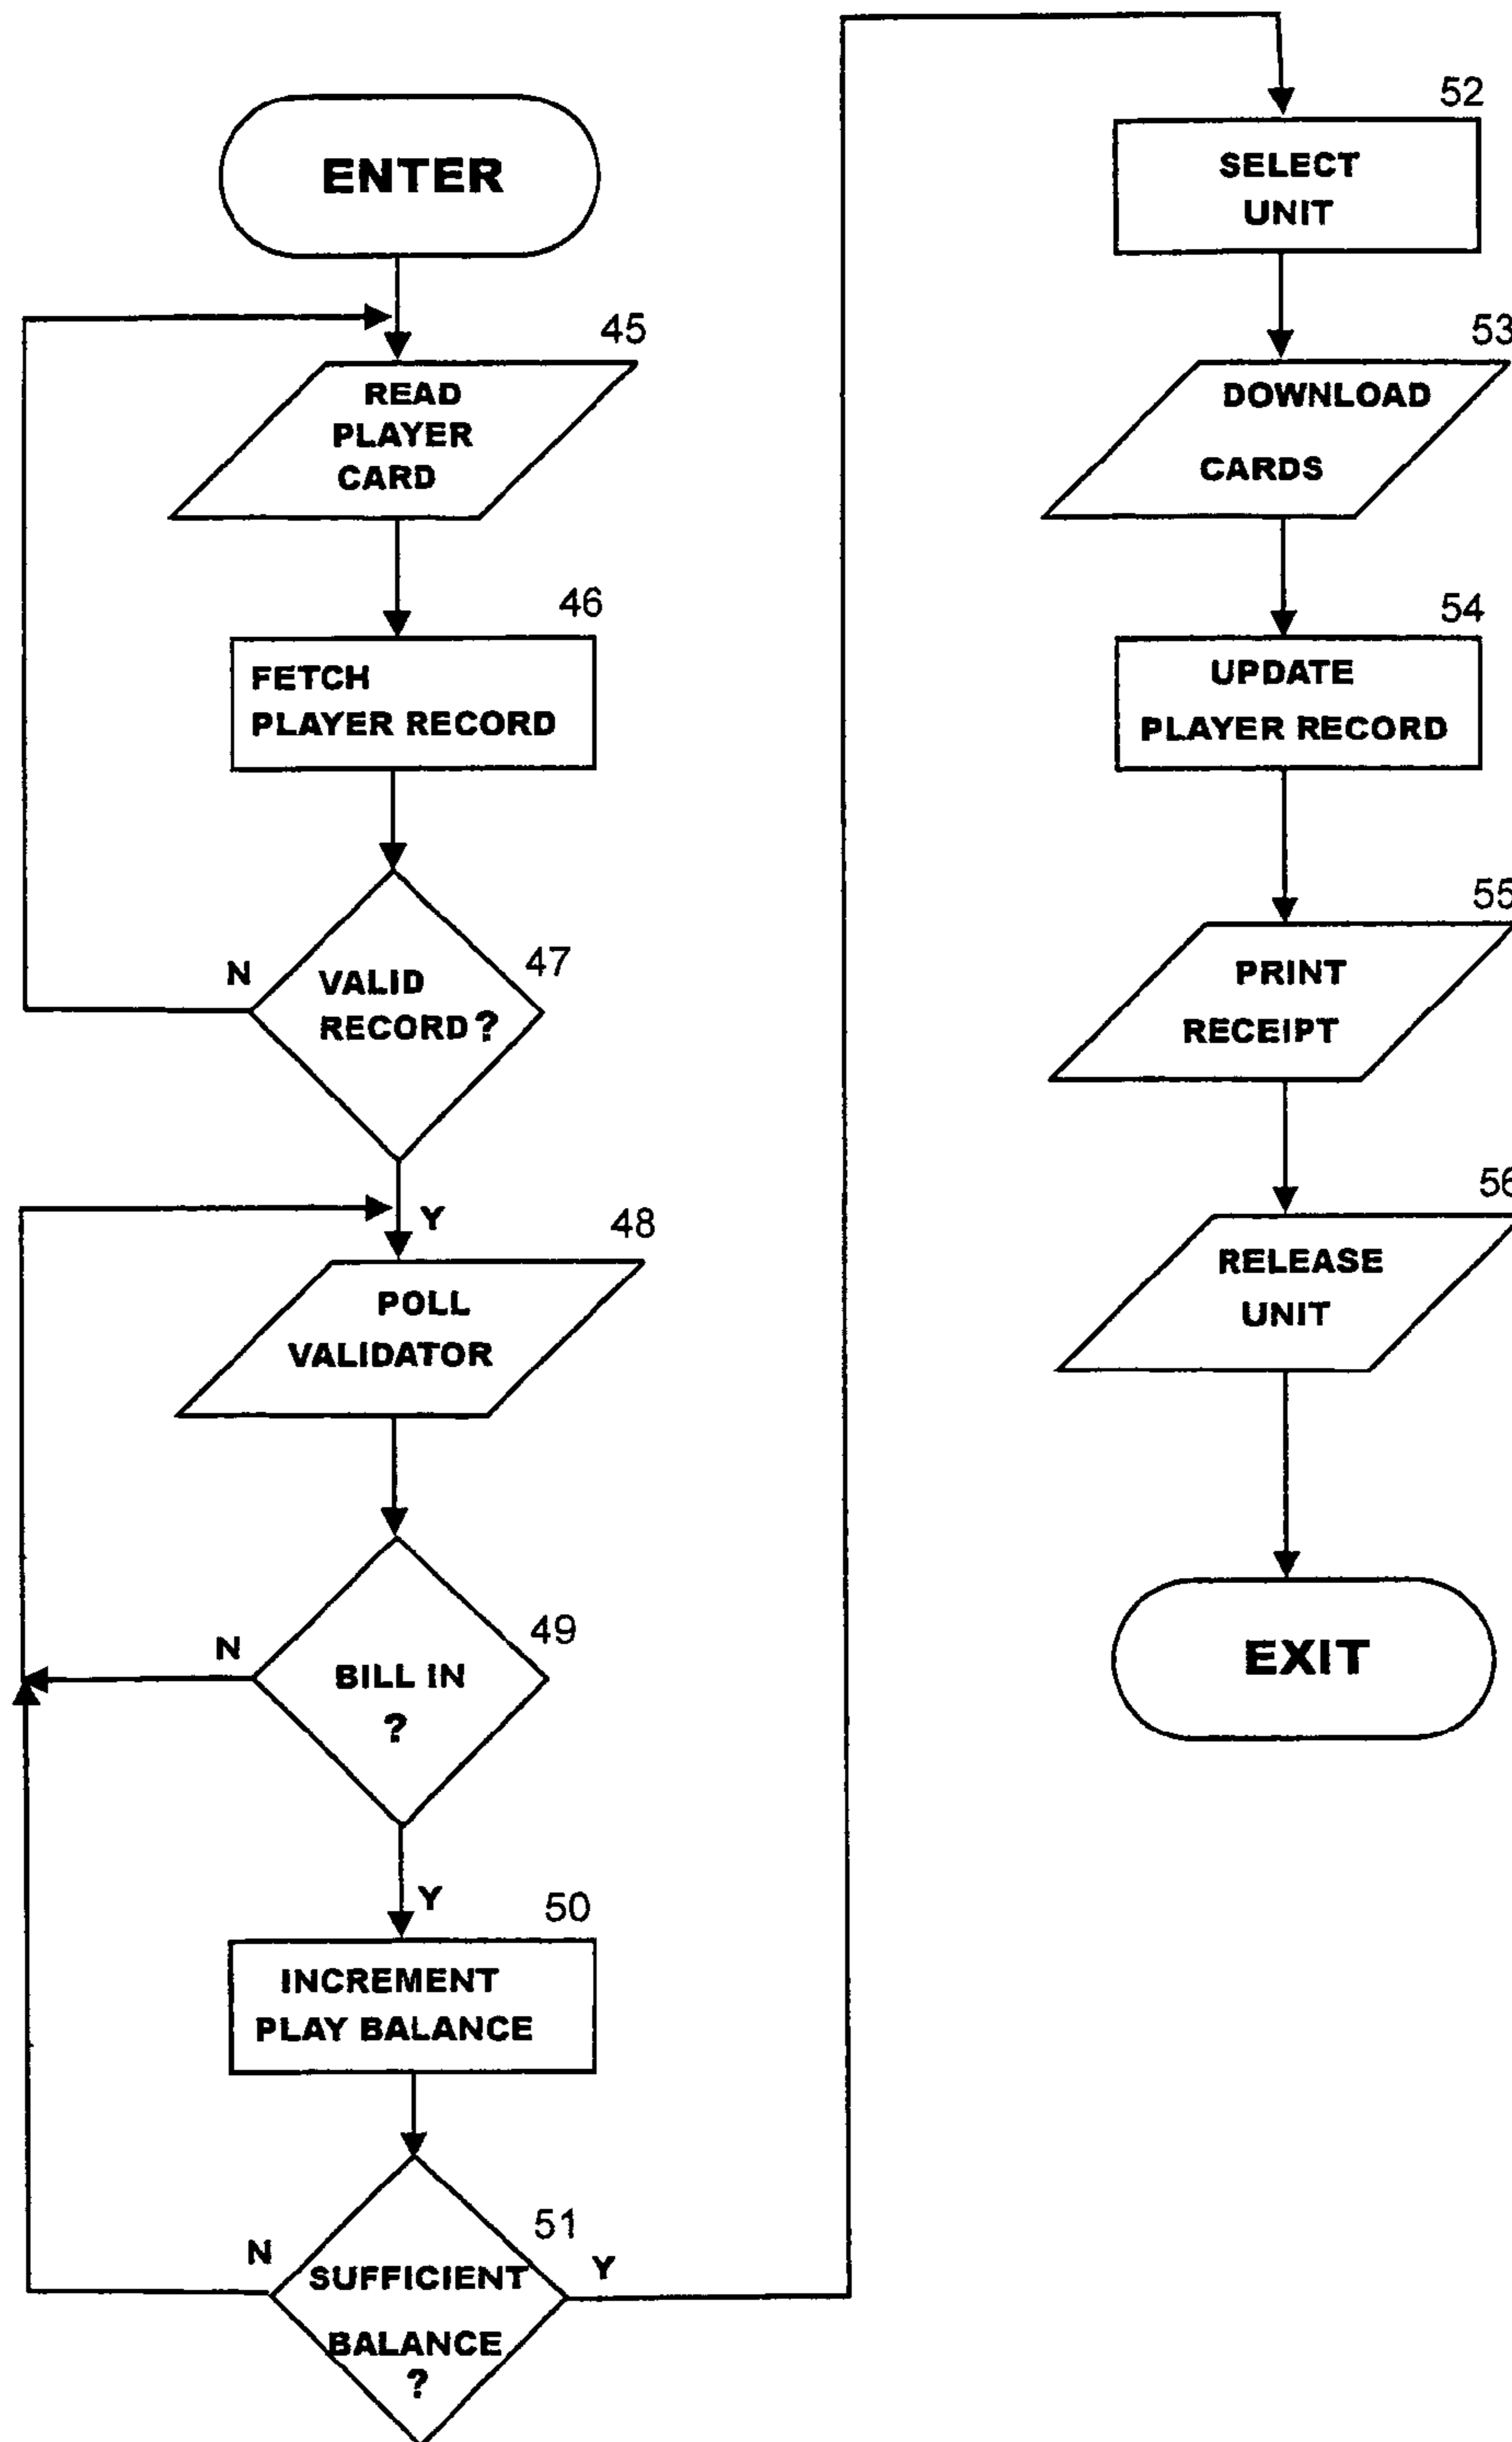 ENTER
45
READ
PLAYER
CARD
46
FETCH
PLAYER RECORD
47
N
VALID
RECORD?
Y
48
POLL
VALIDATOR
49
N
BILL IN
?
Y
50
INCREMENT
PLAY BALANCE
51
N
SUFFICIENT
Y
BALANCE
?
52
SELECT
UNIT
53
DOWNLOAD
CARDS
54
UPDATE
PLAYER RECORD
55
PRINT
RECEIPT
56
RELEASE
UNIT
EXIT